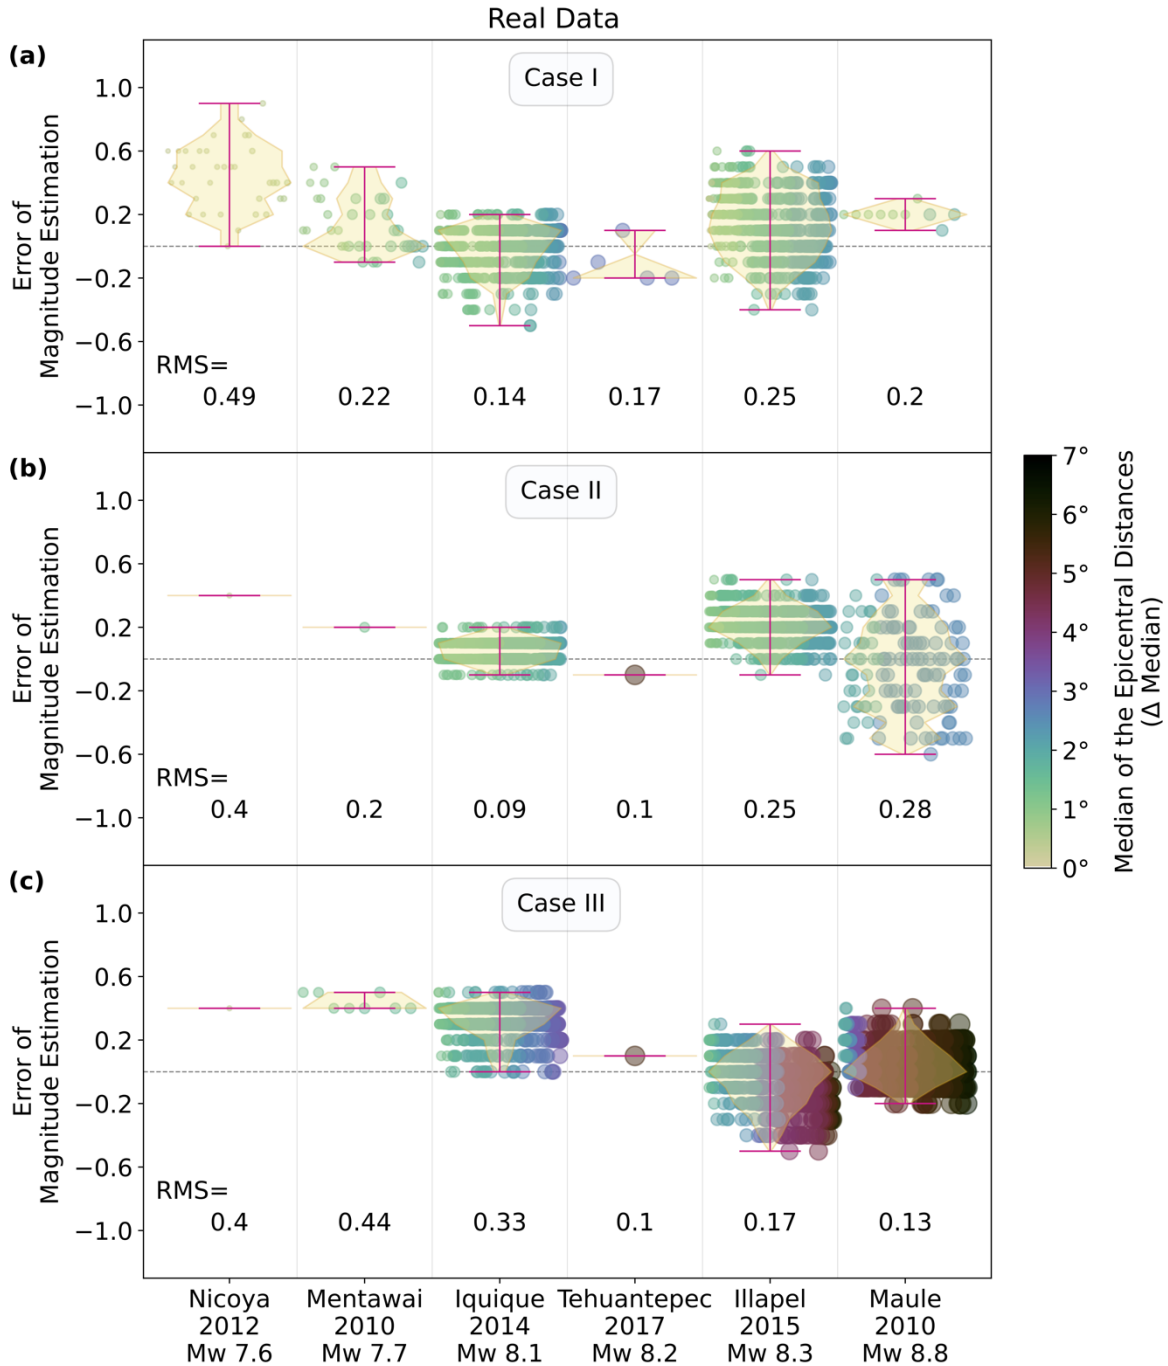 Real Data
(a)
Case I
1.0
0.6
0.2
−0.2
−0.6
−1.0
Error of
Magnitude Estimation
RMS=
0.49 0.22 0.14 0.17 0.25 0.2
(b)
Case II
1.0
0.6
0.2
−0.2
−0.6
−1.0
Error of
Magnitude Estimation
RMS=
0.4 0.2 0.09 0.1 0.25 0.28
(c)
Case III
1.0
0.6
0.2
−0.2
−0.6
−1.0
Error of
Magnitude Estimation
RMS=
0.4 0.44 0.33 0.1 0.17 0.13
Nicoya Mentawai Iquique Tehuantepec Illapel Maule
2012 2010 2014 2017 2015 2010
Mw 7.6 Mw 7.7 Mw 8.1 Mw 8.2 Mw 8.3 Mw 8.8
7°
6°
5°
4°
3°
2°
1°
0°
Median of the Epicentral Distances
(Δ Median)